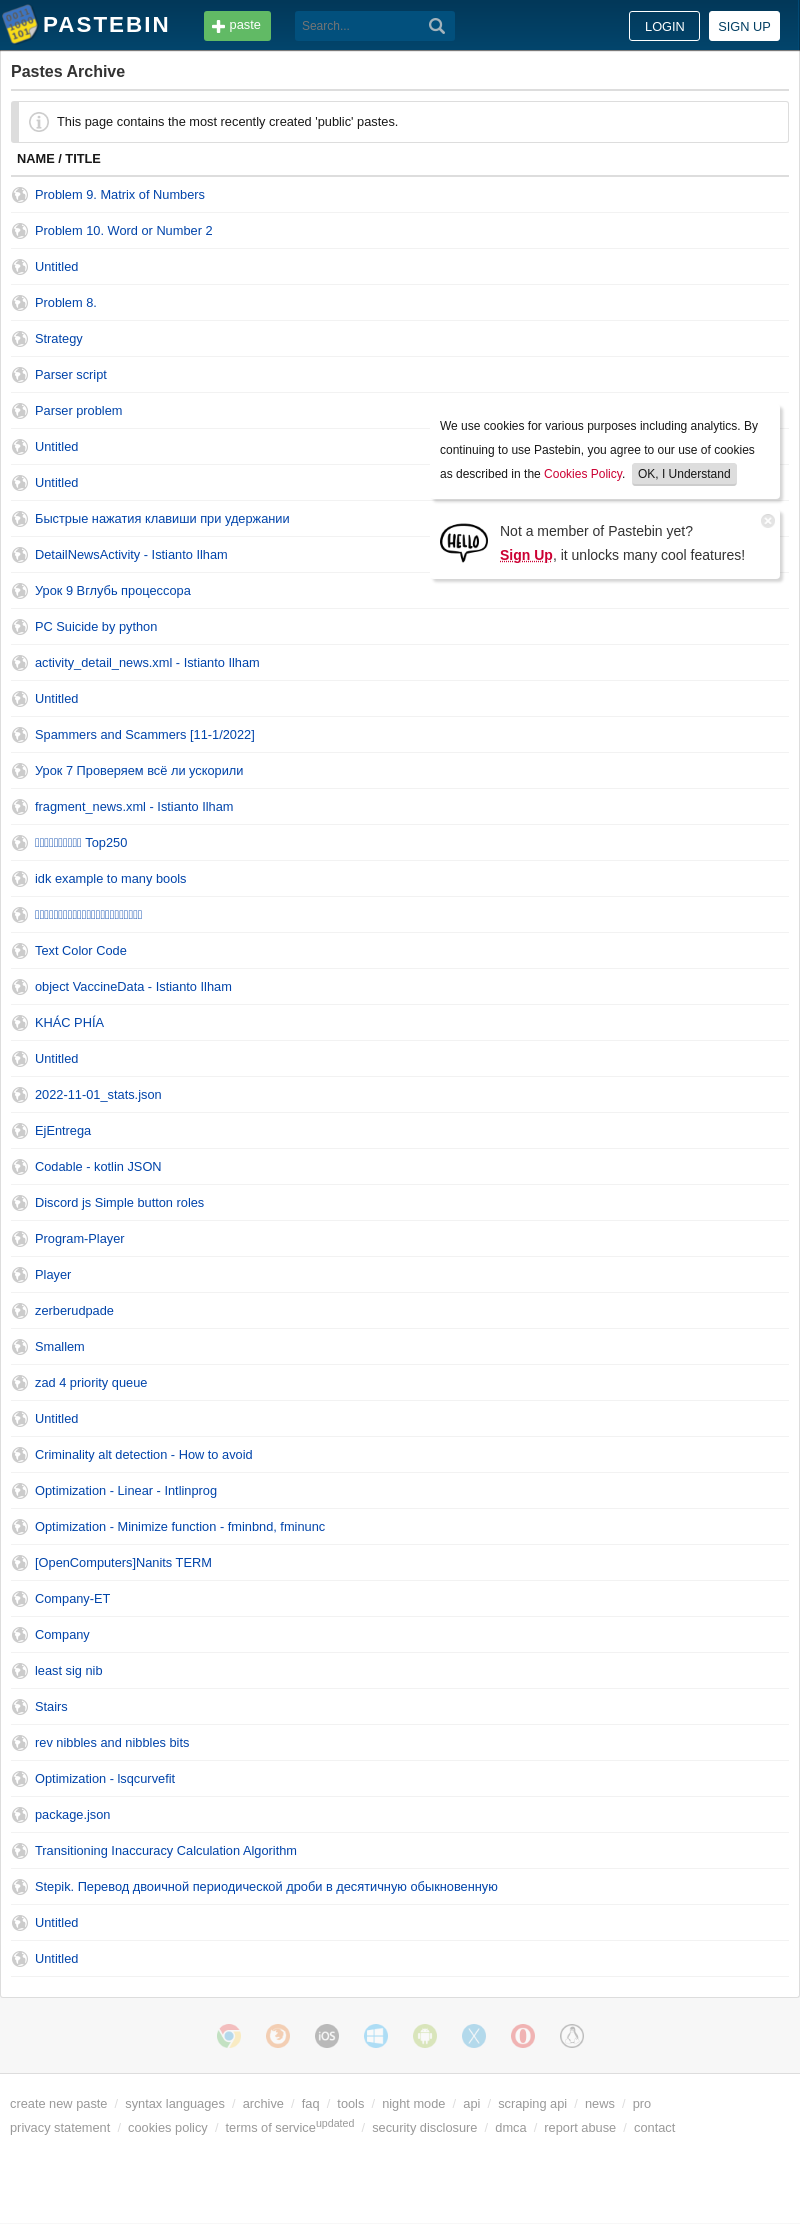 PASTEBIN
paste
Search...
LOGIN
SIGN UP
Pastes Archive
This page contains the most recently created 'public' pastes.
NAME / TITLE
Problem 9. Matrix of Numbers
Problem 10. Word or Number 2
Untitled
Problem 8.
Strategy
Parser script
Parser problem
Untitled
Untitled
Быстрые нажатия клавиши при удержании
DetailNewsActivity - Istianto Ilham
Урок 9 Вглубь процессора
PC Suicide by python
activity_detail_news.xml - Istianto Ilham
Untitled
Spammers and Scammers [11-1/2022]
Урок 7 Проверяем всё ли ускорили
fragment_news.xml - Istianto Ilham
Top250
idk example to many bools
Text Color Code
object VaccineData - Istianto Ilham
KHÁC PHÍA
Untitled
2022-11-01_stats.json
EjEntrega
Codable - kotlin JSON
Discord js Simple button roles
Program-Player
Player
zerberudpade
Smallem
zad 4 priority queue
Untitled
Criminality alt detection - How to avoid
Optimization - Linear - Intlinprog
Optimization - Minimize function - fminbnd, fminunc
[OpenComputers]Nanits TERM
Company-ET
Company
least sig nib
Stairs
rev nibbles and nibbles bits
Optimization - lsqcurvefit
package.json
Transitioning Inaccuracy Calculation Algorithm
Stepik. Перевод двоичной периодической дроби в десятичную обыкновенную
Untitled
Untitled
We use cookies for various purposes including analytics. By
continuing to use Pastebin, you agree to our use of cookies
as described in the Cookies Policy. OK, I Understand
HELLO
Not a member of Pastebin yet?
Sign Up, it unlocks many cool features!
iOS
create new paste / syntax languages / archive / faq / tools / night mode / api / scraping api / news / pro
privacy statement / cookies policy / terms of service updated / security disclosure / dmca / report abuse / contact